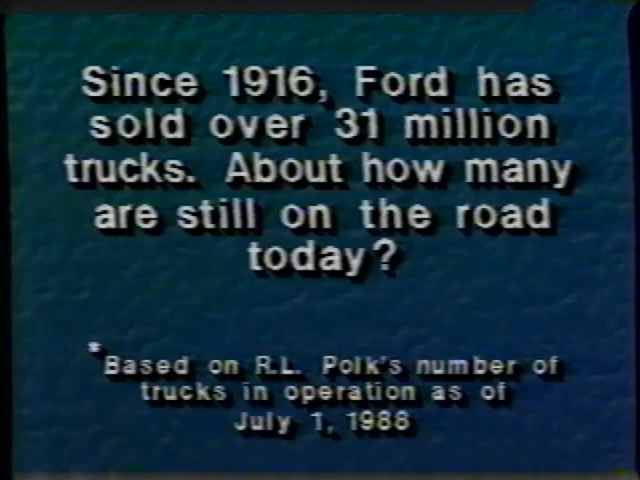 Since 1916, Ford has
sold over 31 million
trucks. About how many
are still on the road
today?
*Based on R.L. Polk's number of
trucks in operation as of
July 1, 1988